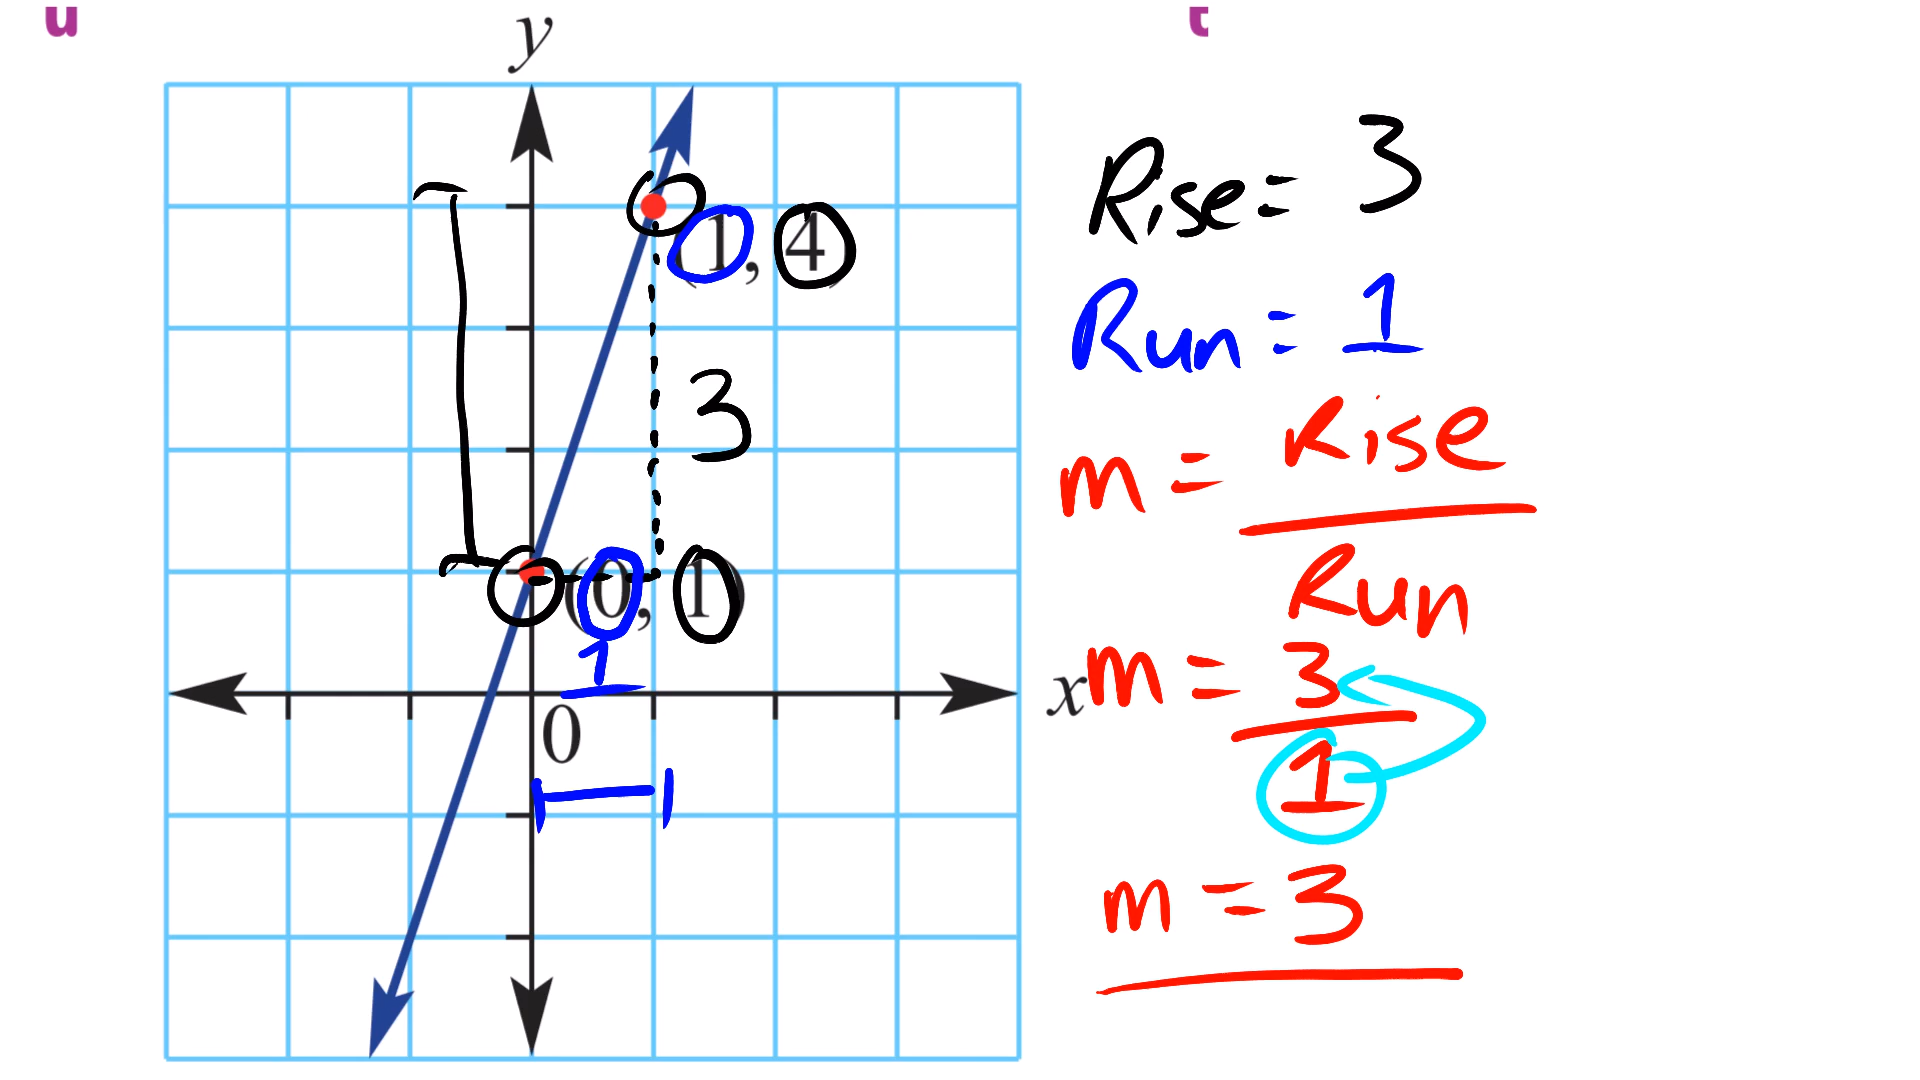 y
(1, 4)
3
(0, 1)
1
x
0
Rise = 3
Run = 1
m = Rise
Run
m = 3
1
m = 3